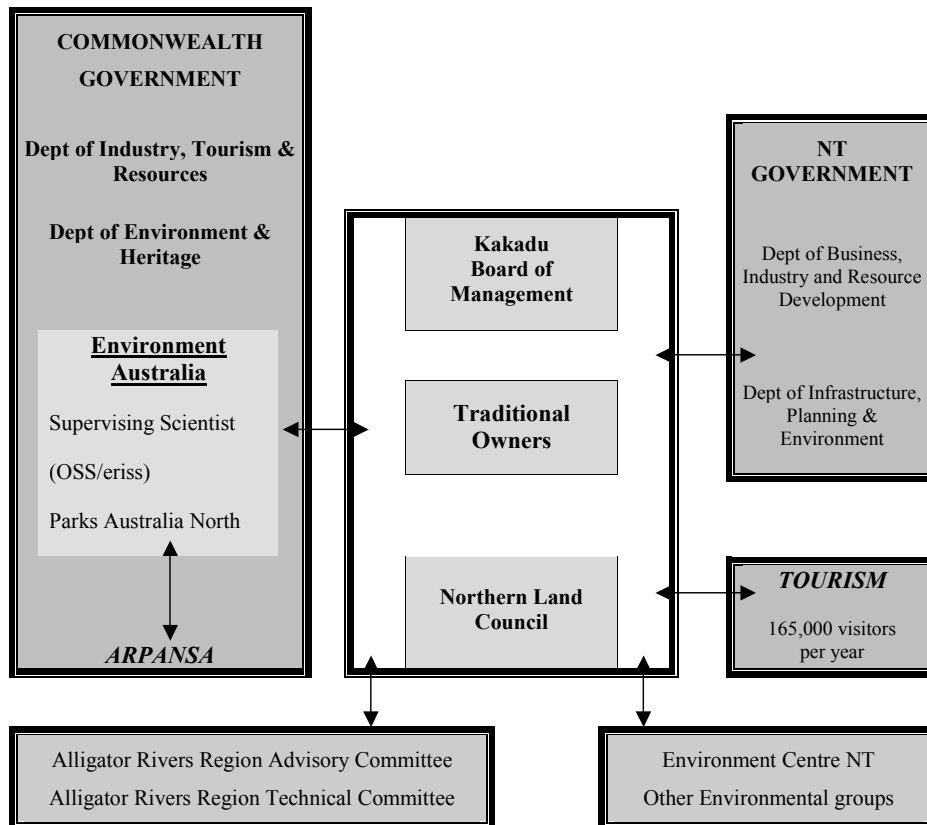 COMMONWEALTH
GOVERNMENT
Dept of Industry, Tourism &
Resources
Dept of Environment &
Heritage
Environment
Australia
Supervising Scientist
(OSS/eriss)
Parks Australia North
ARPANSA
Kakadu
Board of
Management
Traditional
Owners
Northern Land
Council
NT
GOVERNMENT
Dept of Business,
Industry and Resource
Development
Dept of Infrastructure,
Planning &
Environment
TOURISM
165,000 visitors
per year
Alligator Rivers Region Advisory Committee
Alligator Rivers Region Technical Committee
Environment Centre NT
Other Environmental groups